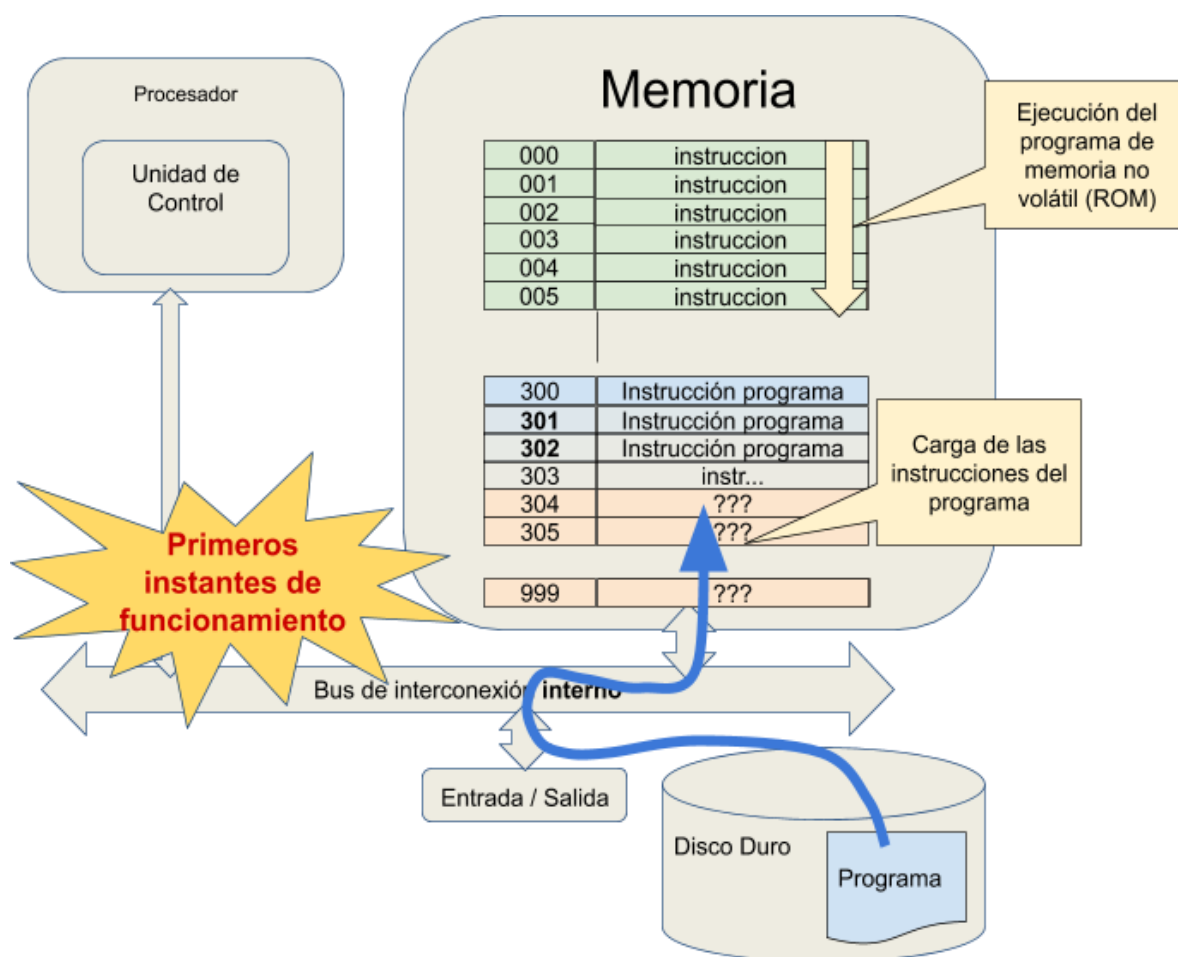 Procesador
Unidad de
Control
Memoria
000 instruccion
001 instruccion
002 instruccion
003 instruccion
004 instruccion
005 instruccion
Ejecución del
programa de
memoria no
volátil (ROM)
300 Instrucción programa
301 Instrucción programa
302 Instrucción programa
303 instr...
304 ???
305 ???
999 ???
Carga de las
instrucciones del
programa
Primeros
instantes de
funcionamiento
Bus de interconexión interno
Entrada / Salida
Disco Duro
Programa